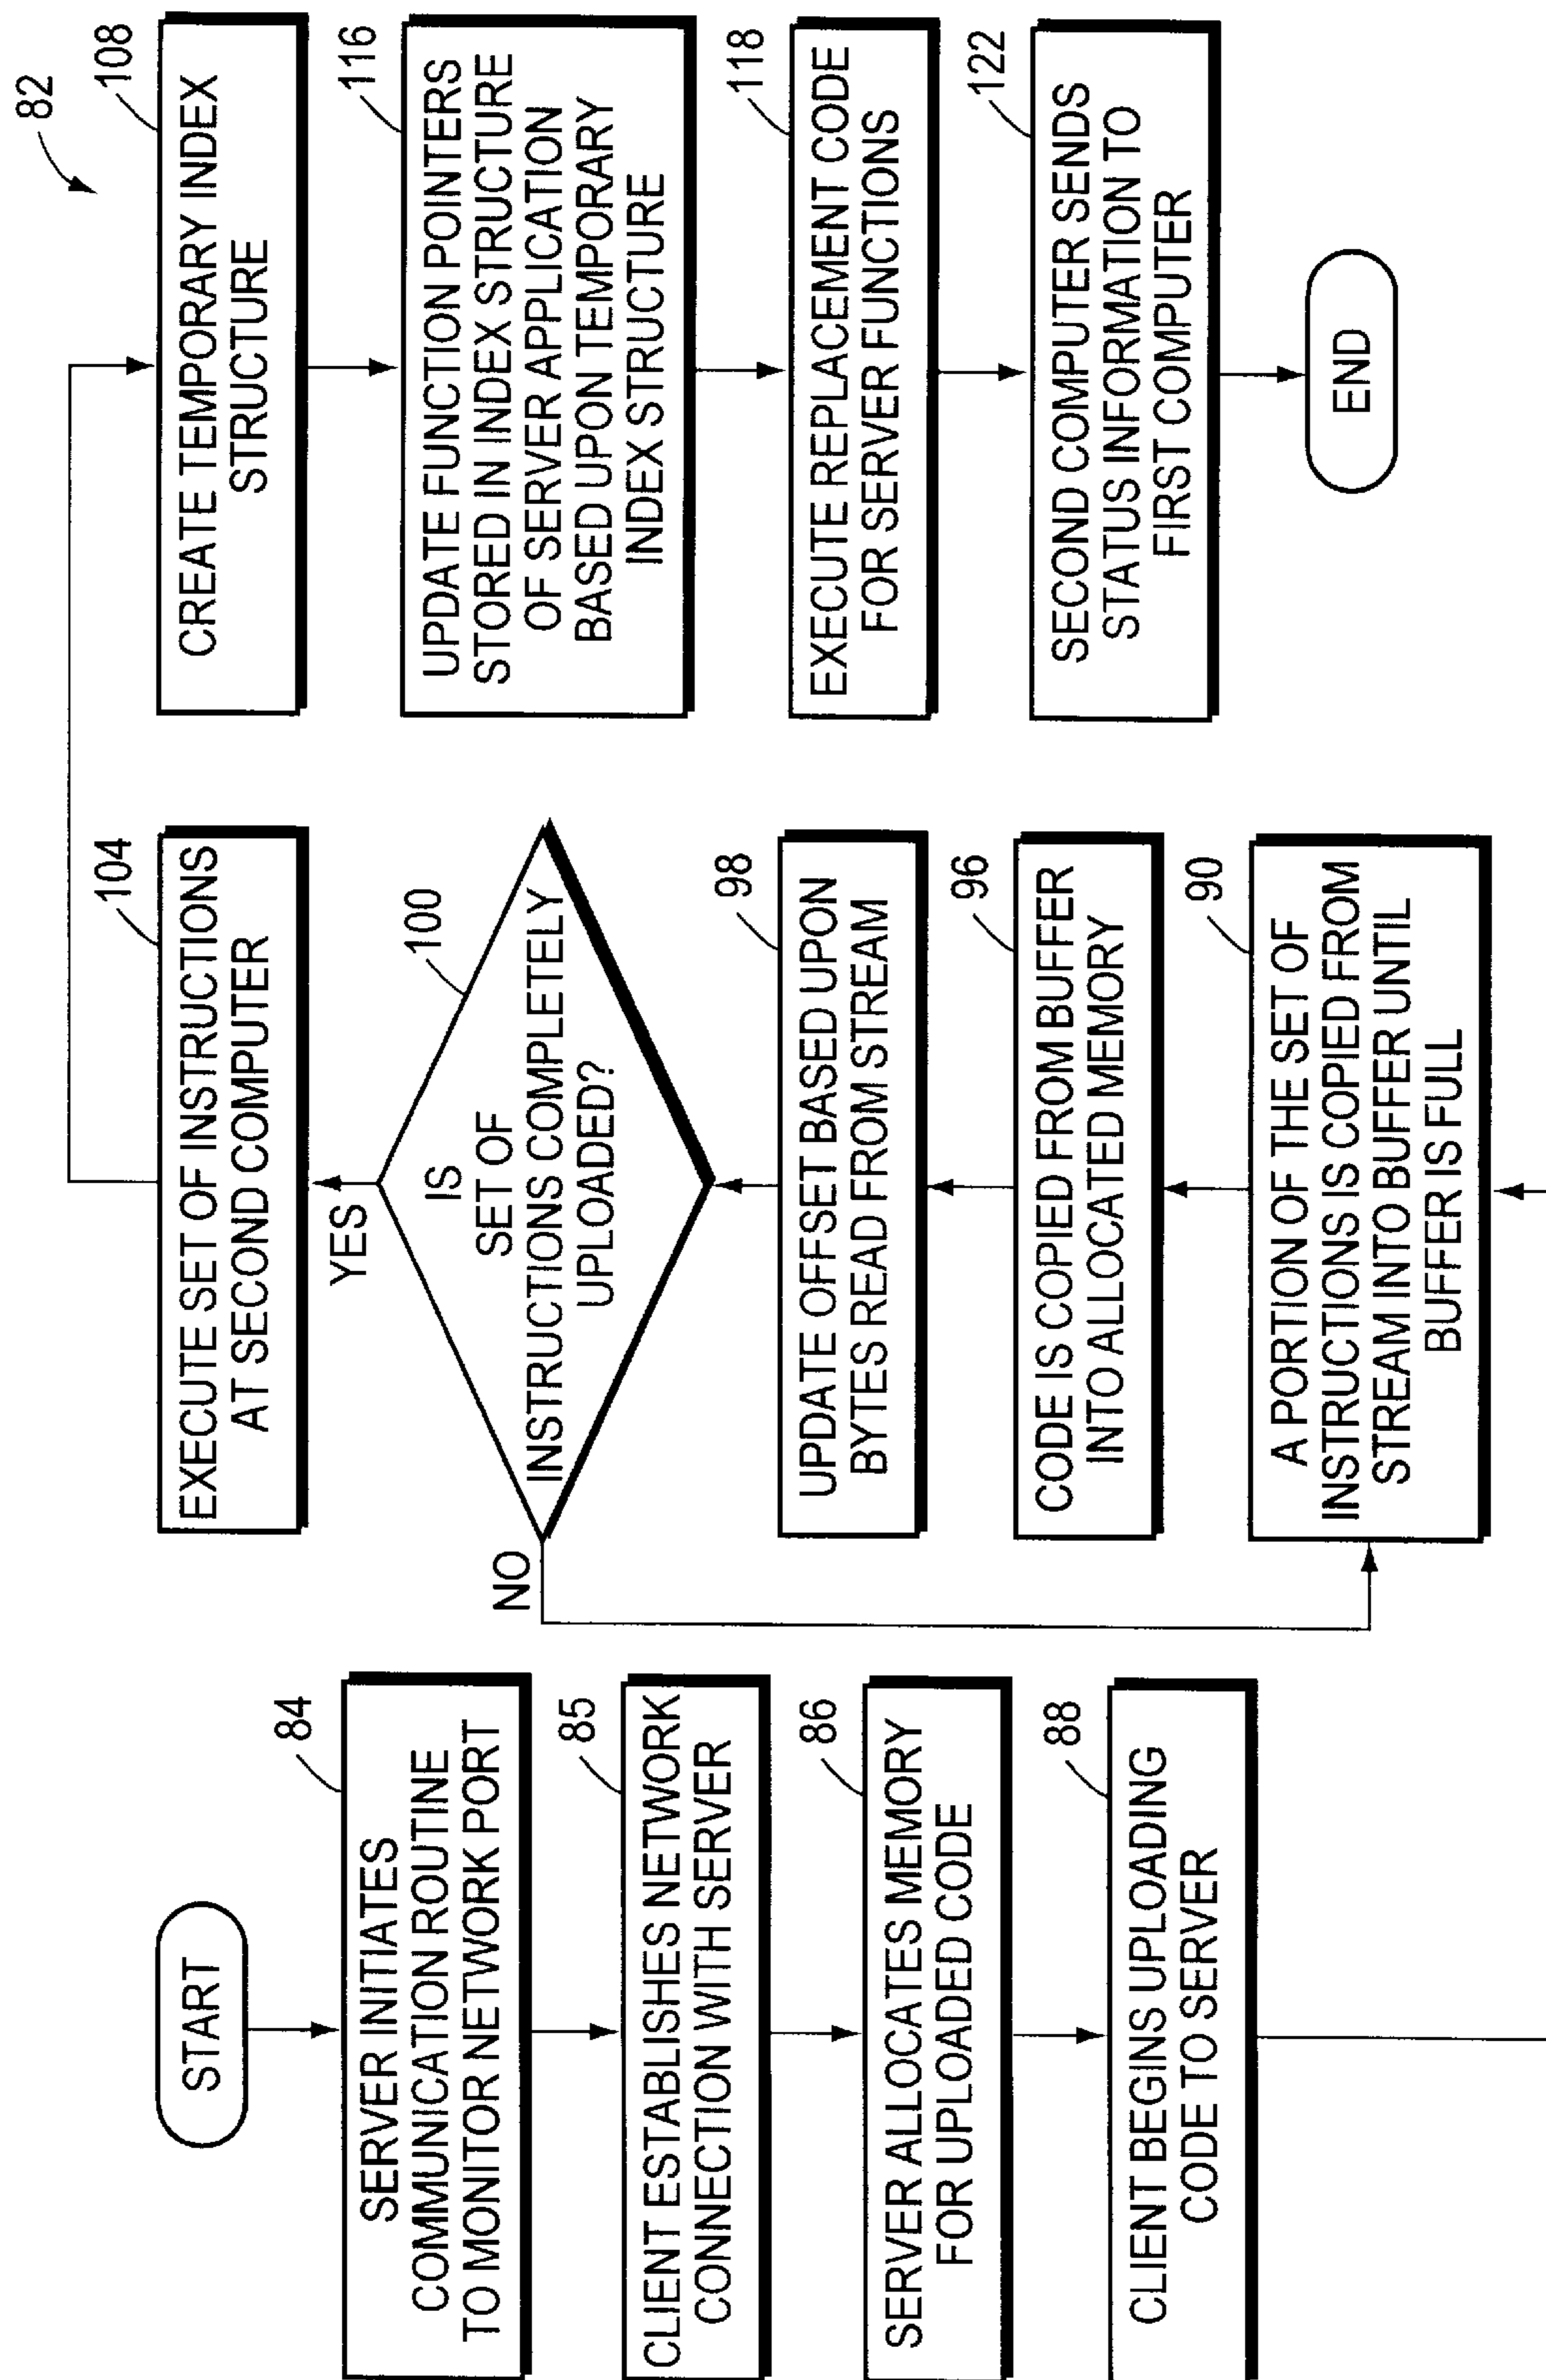 82
START
84
SERVER INITIATES
COMMUNICATION ROUTINE
TO MONITOR NETWORK PORT
85
CLIENT ESTABLISHES NETWORK
CONNECTION WITH SERVER
86
SERVER ALLOCATES MEMORY
FOR UPLOADED CODE
88
CLIENT BEGINS UPLOADING
CODE TO SERVER
104
EXECUTE SET OF INSTRUCTIONS
AT SECOND COMPUTER
YES
100
IS
SET OF
INSTRUCTIONS COMPLETELY
UPLOADED?
NO
98
UPDATE OFFSET BASED UPON
BYTES READ FROM STREAM
96
CODE IS COPIED FROM BUFFER
INTO ALLOCATED MEMORY
90
A PORTION OF THE SET OF
INSTRUCTIONS IS COPIED FROM
STREAM INTO BUFFER UNTIL
BUFFER IS FULL
108
CREATE TEMPORARY INDEX
STRUCTURE
116
UPDATE FUNCTION POINTERS
STORED IN INDEX STRUCTURE
OF SERVER APPLICATION
BASED UPON TEMPORARY
INDEX STRUCTURE
118
EXECUTE REPLACEMENT CODE
FOR SERVER FUNCTIONS
122
SECOND COMPUTER SENDS
STATUS INFORMATION TO
FIRST COMPUTER
END